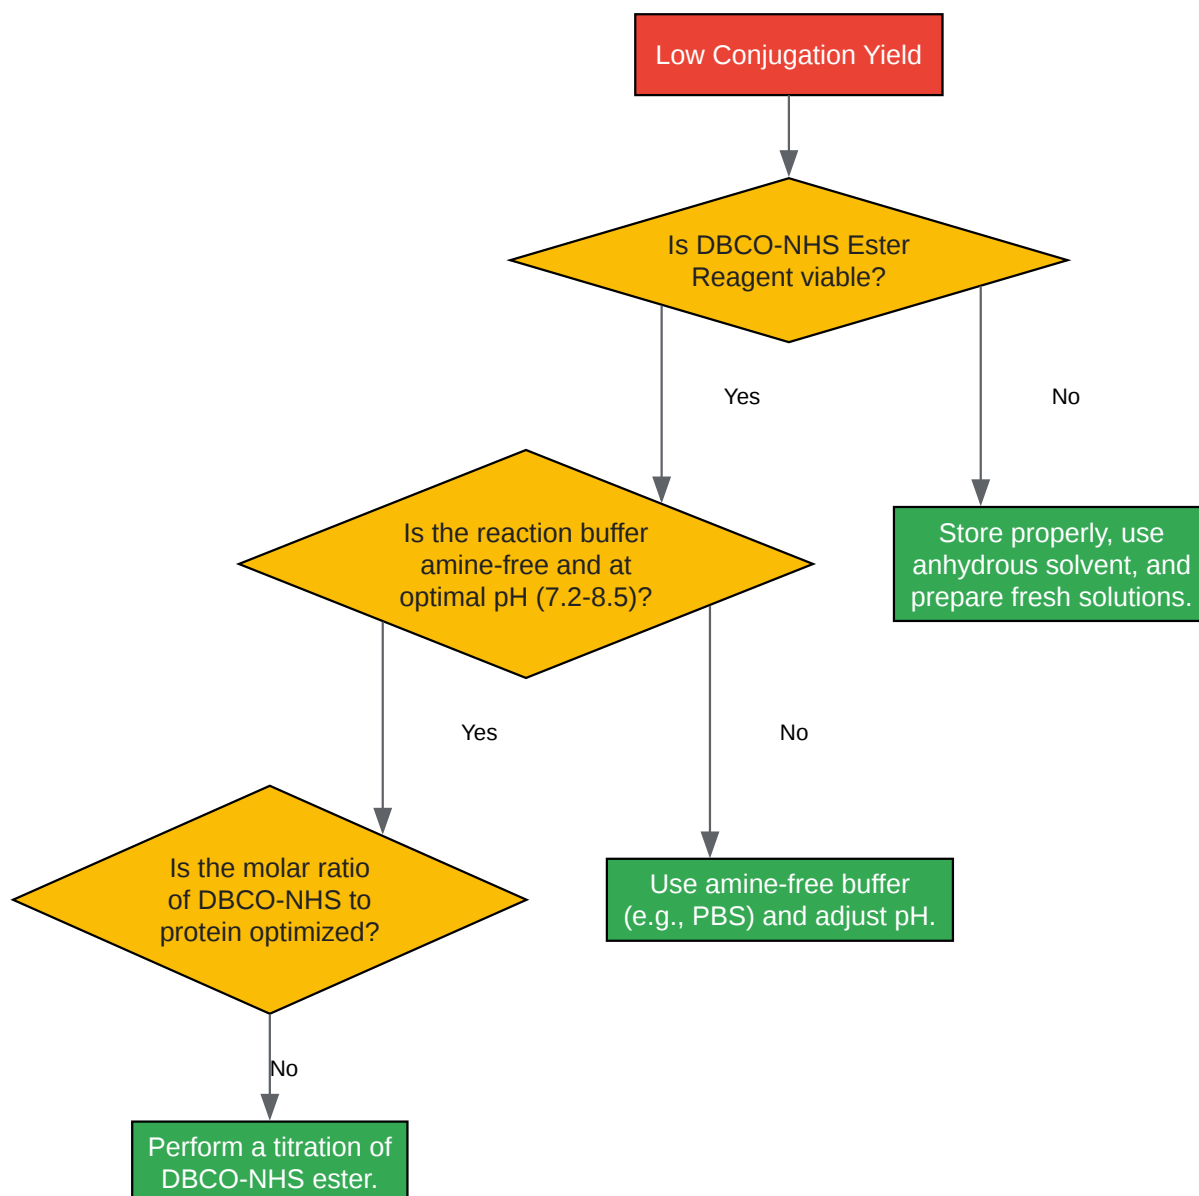 Low Conjugation Yield
Is DBCO-NHS Ester
Reagent viable?
Yes
No
Is the reaction buffer
amine-free and at
optimal pH (7.2-8.5)?
Store properly, use
anhydrous solvent, and
prepare fresh solutions.
Yes
No
Is the molar ratio
of DBCO-NHS to
protein optimized?
Use amine-free buffer
(e.g., PBS) and adjust pH.
No
Perform a titration of
DBCO-NHS ester.